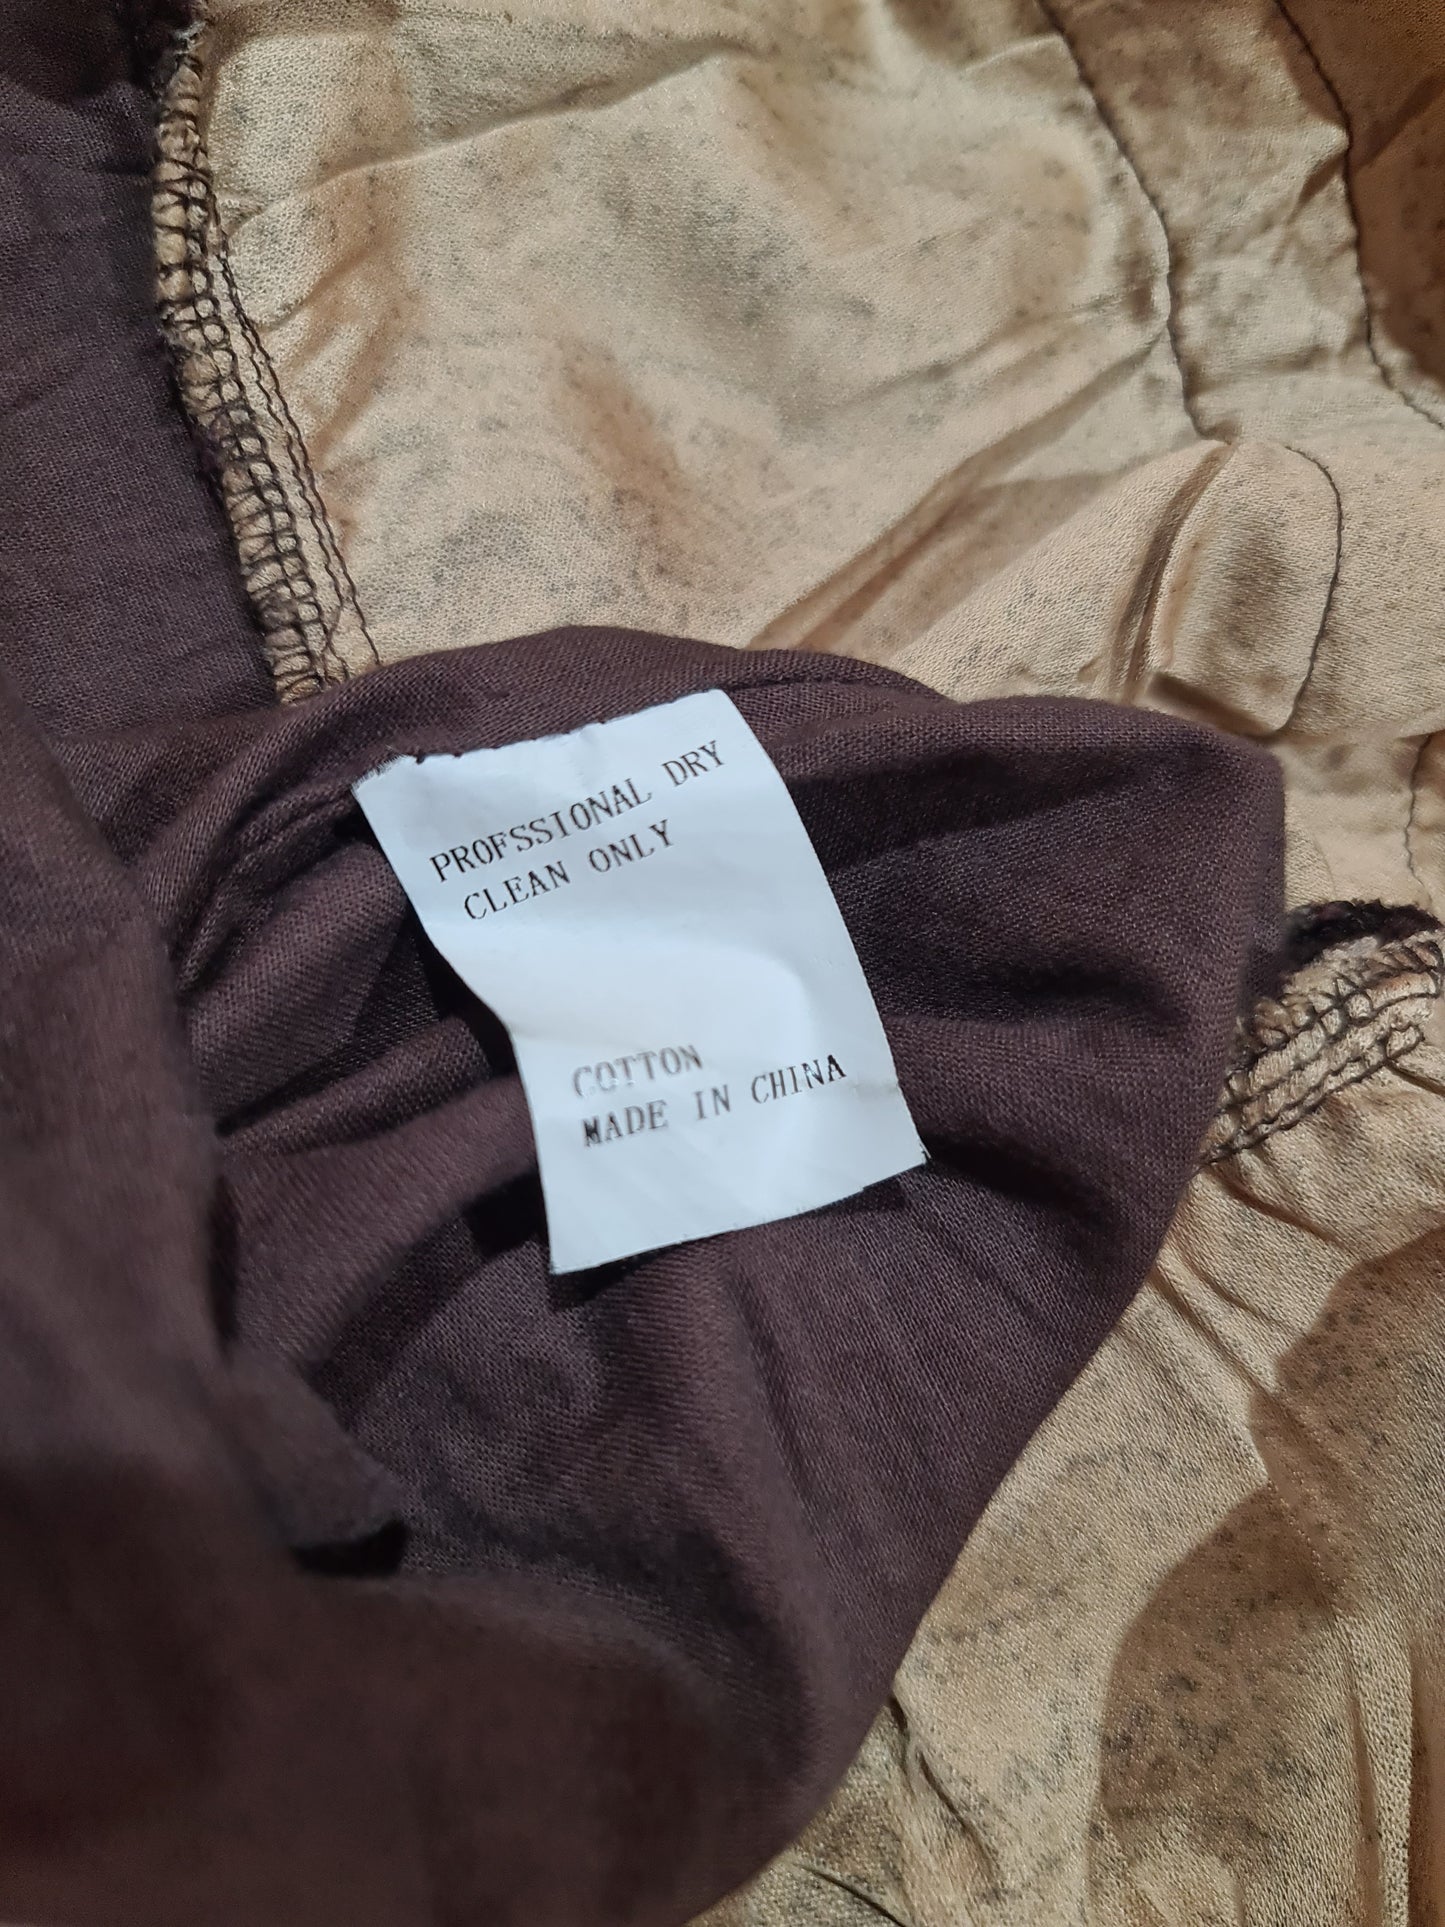 PROFSSIONAL DRY
CLEAN ONLY
COTTON
MADE IN CHINA